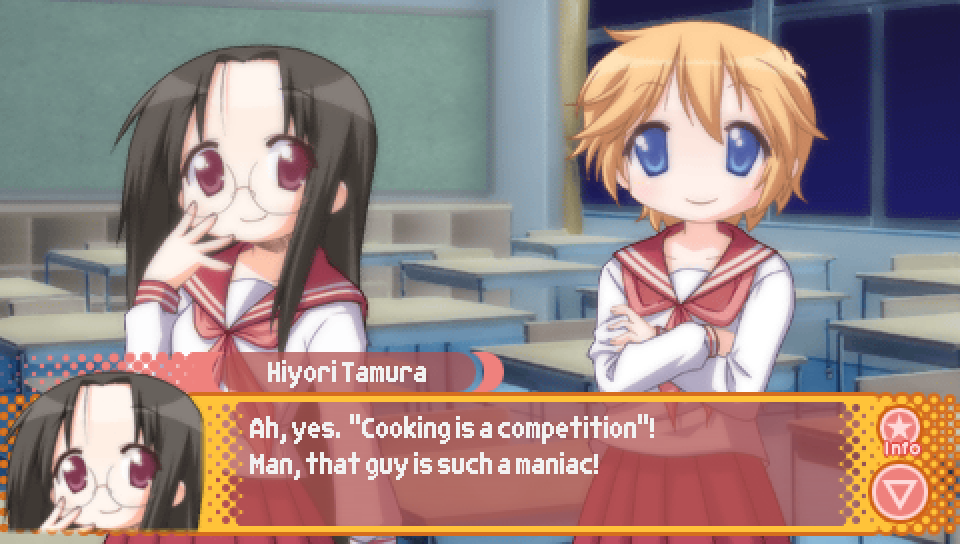 Hiyori Tamura
Ah, yes. "Cooking is a competition"!
Man, that guy is such a maniac!
Info